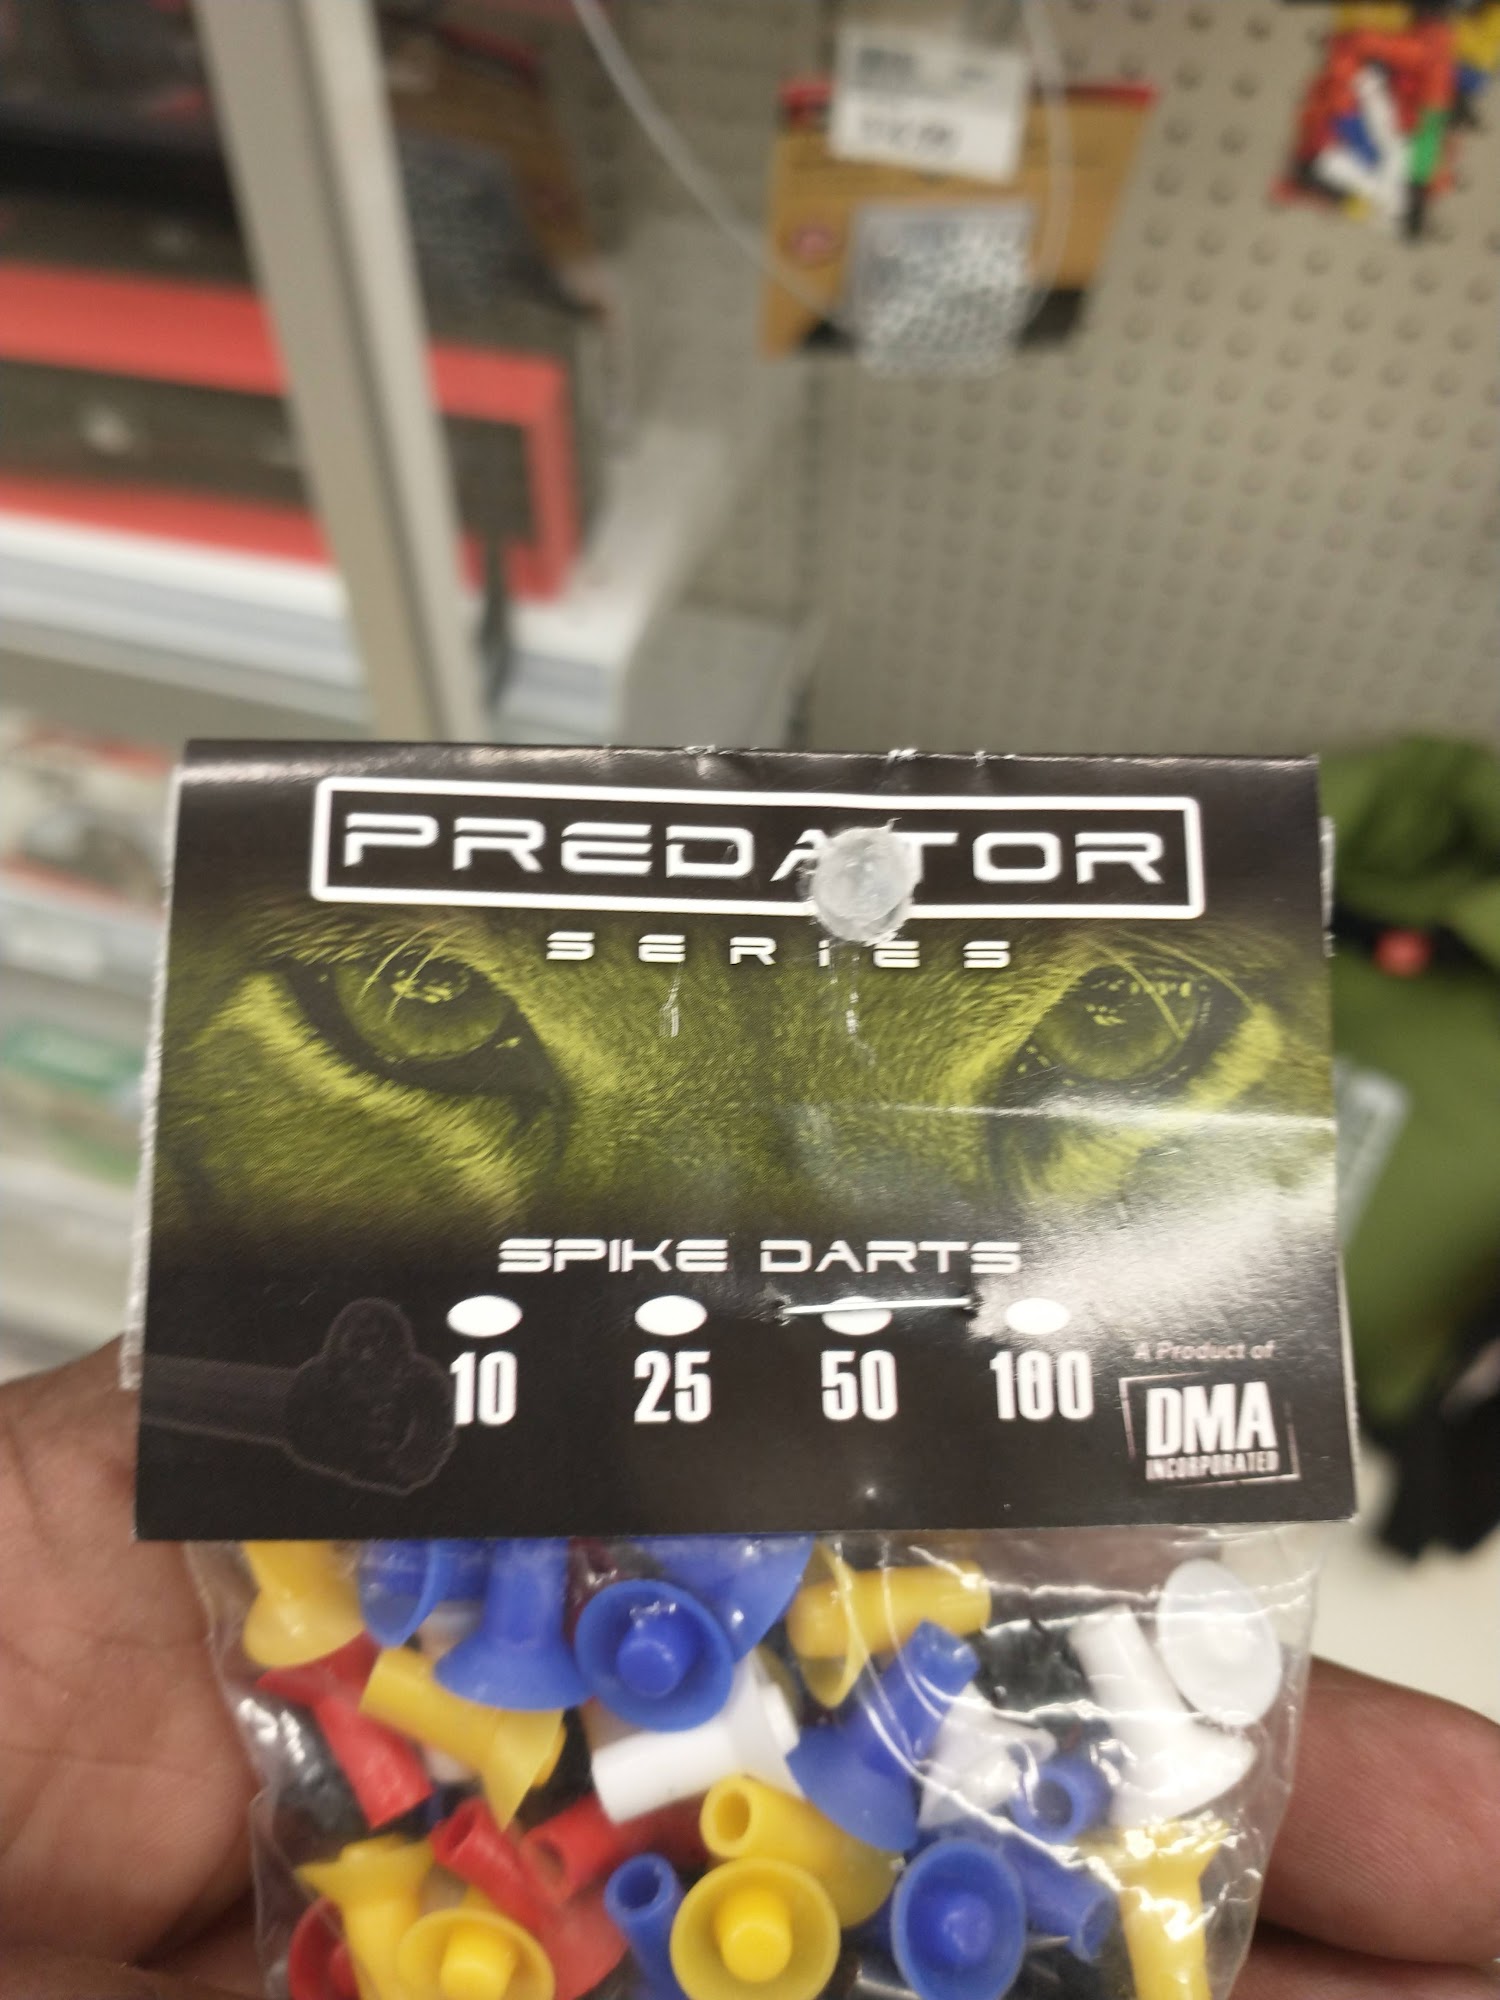 PREDATOR
SERIES
SPIKE DARTS
10 25 50 100
A Product of
DMA
INCORPORATED